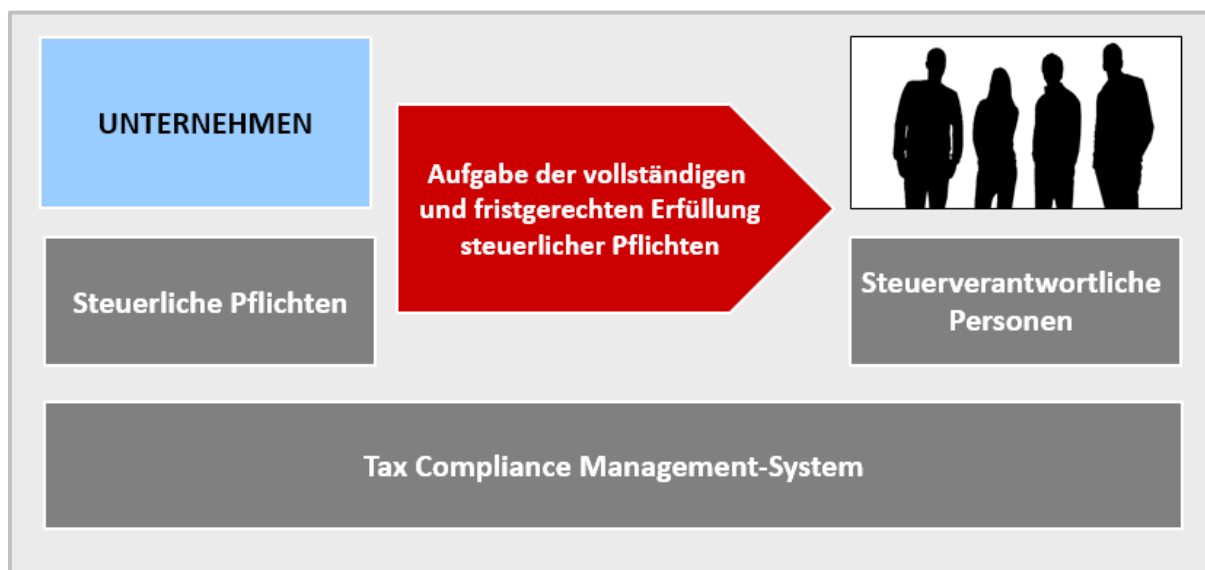 UNTERNEHMEN
Aufgabe der vollständigen
und fristgerechten Erfüllung
steuerlicher Pflichten
Steuerliche Pflichten
Steuerverantwortliche
Personen
Tax Compliance Management-System